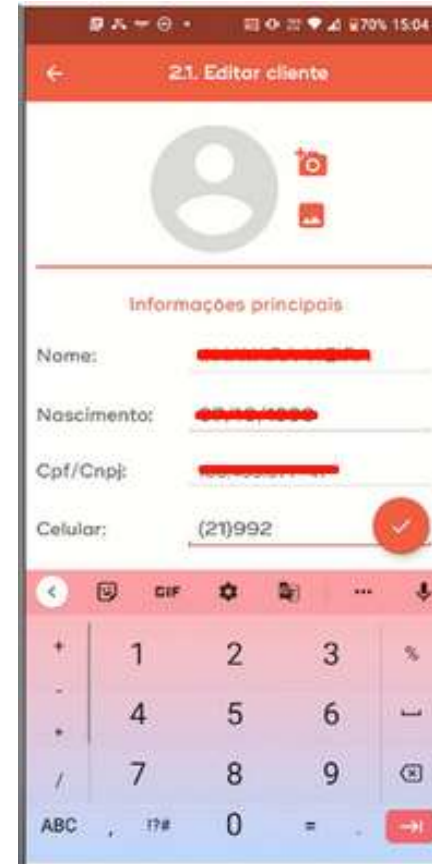 70% 15:04
2.1. Editar cliente
Informações principais
Nome:
Nascimento:
Cpf/Cnpj:
Celular: (21)992
GIF
+ 1 2 3 %
- 4 5 6
*
/ 7 8 9
ABC , !?# 0 = .